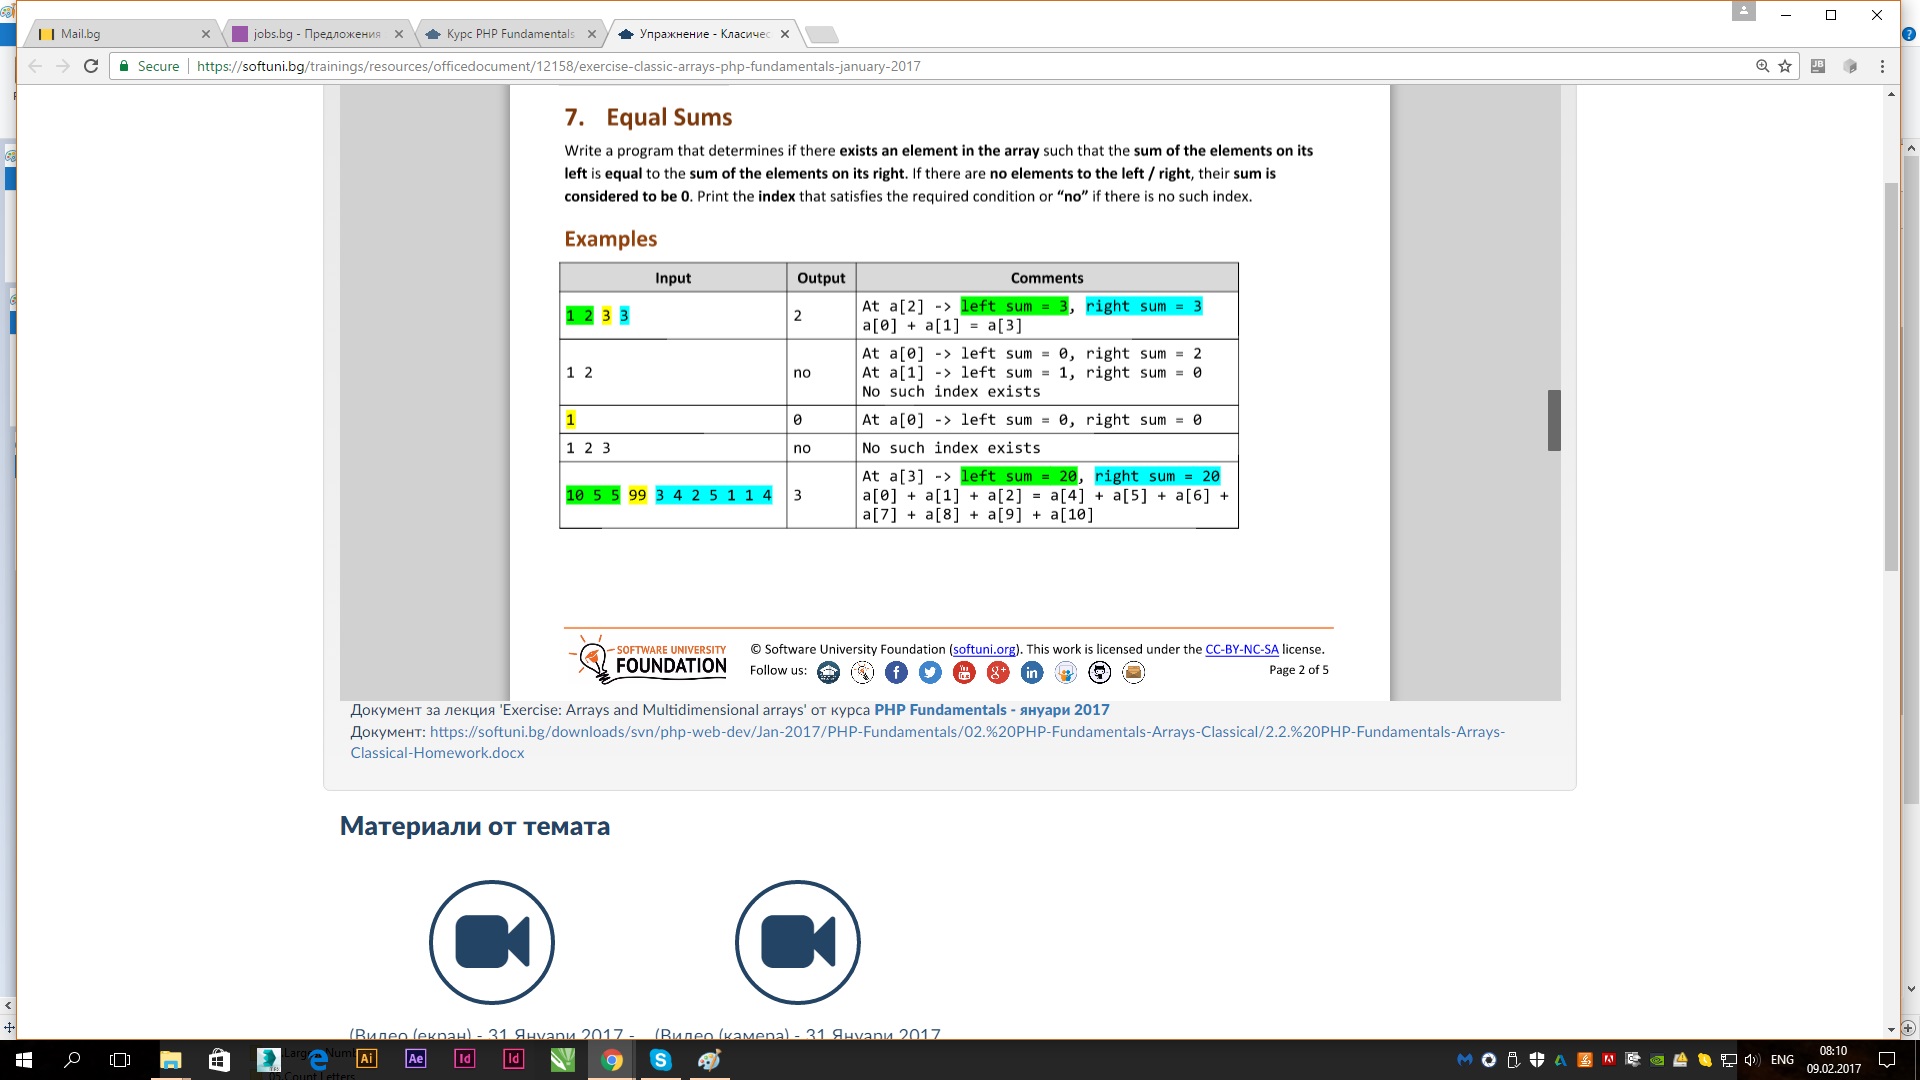 Mail.bg
jobs.bg - Предложения
Курс PHP Fundamentals
Упражнение - Класичес
Secure
https://softuni.bg/trainings/resources/officedocument/12158/exercise-classic-arrays-php-fundamentals-january-2017
7. Equal Sums
Write a program that determines if there exists an element in the array such that the sum of the elements on its
left is equal to the sum of the elements on its right. If there are no elements to the left / right, their sum is
considered to be 0. Print the index that satisfies the required condition or “no” if there is no such index.
Examples
Input Output Comments
1 2 3 3
2
At a[2] -> left sum = 3, right sum = 3
a[0] + a[1] = a[3]
1 2
no
At a[0] -> left sum = 0, right sum = 2
At a[1] -> left sum = 1, right sum = 0
No such index exists
1 0 At a[0] -> left sum = 0, right sum = 0
1 2 3 no No such index exists
10 5 5 99 3 4 2 5 1 1 4
3
At a[3] -> left sum = 20, right sum = 20
a[0] + a[1] + a[2] = a[4] + a[5] + a[6] +
a[7] + a[8] + a[9] + a[10]
SOFTWARE UNIVERSITY
FOUNDATION
© Software University Foundation (softuni.org). This work is licensed under the CC-BY-NC-SA license.
Follow us:
Page 2 of 5
Документ за лекция 'Exercise: Arrays and Multidimensional arrays' от курса PHP Fundamentals - януари 2017
Документ: https://softuni.bg/downloads/svn/php-web-dev/Jan-2017/PHP-Fundamentals/02.%20PHP-Fundamentals-Arrays-Classical/2.2.%20PHP-Fundamentals-Arrays-
Classical-Homework.docx
Материали от темата
(Видео (екран) - 31 Януари 2017 -
(Видео (камера) - 31 Януари 2017
Ai
Ae
Id
Id
ENG
08:10
09.02.2017